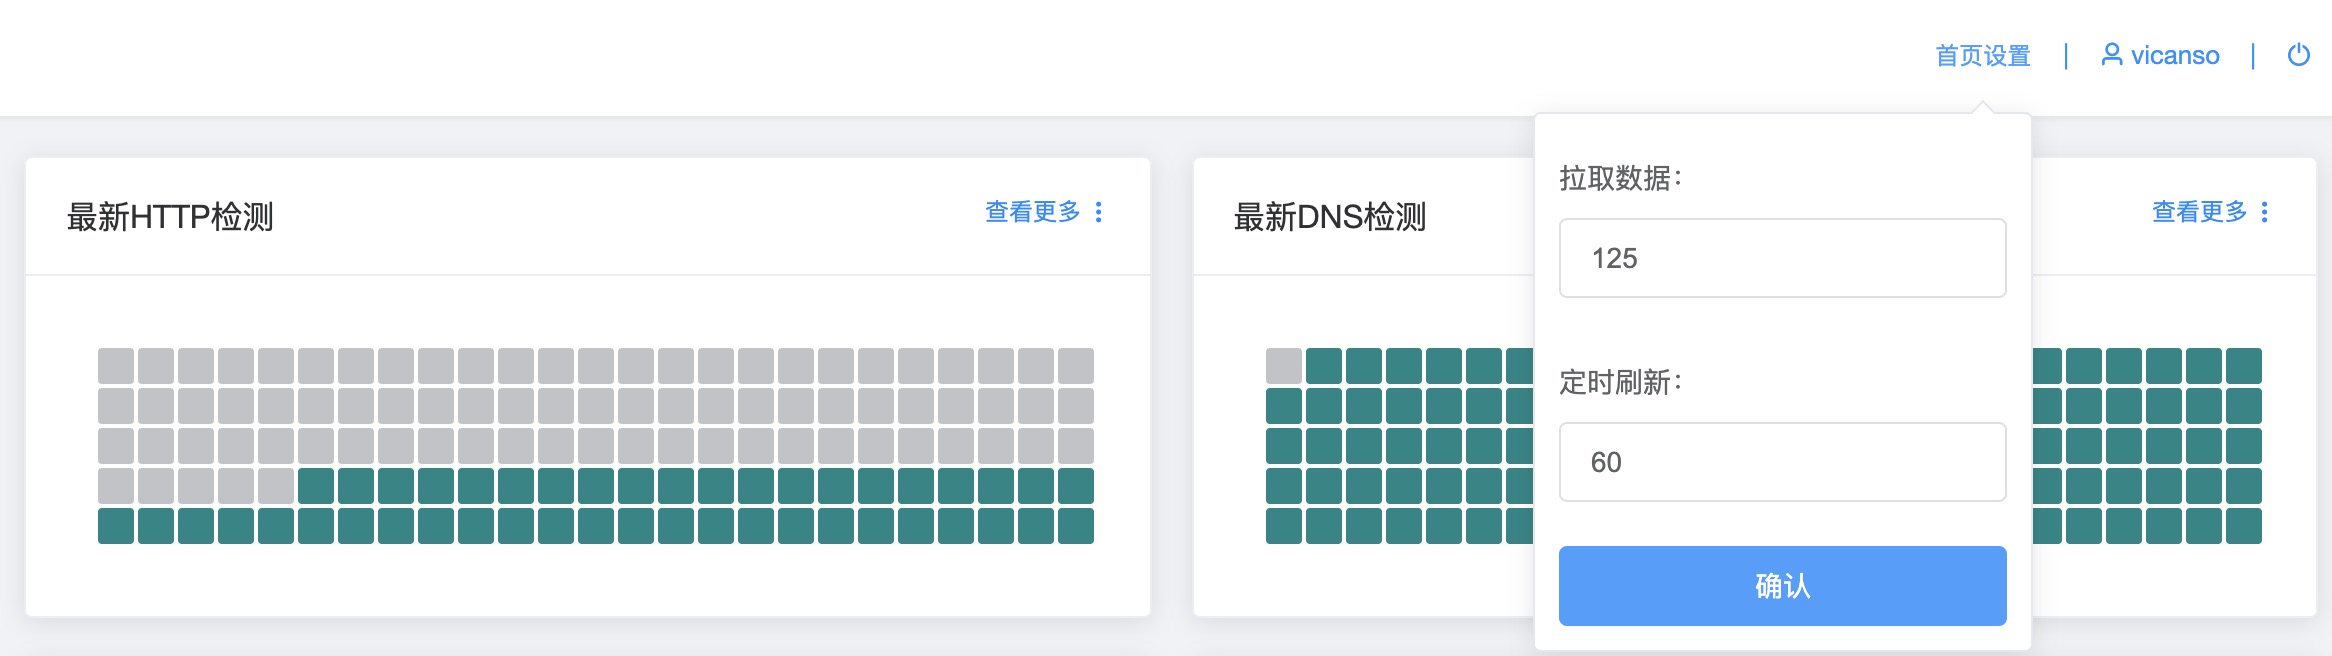 首页设置 | vicanso |
最新HTTP检测
查看更多
最新DNS检测
查看更多
拉取数据：
125
定时刷新：
60
确认